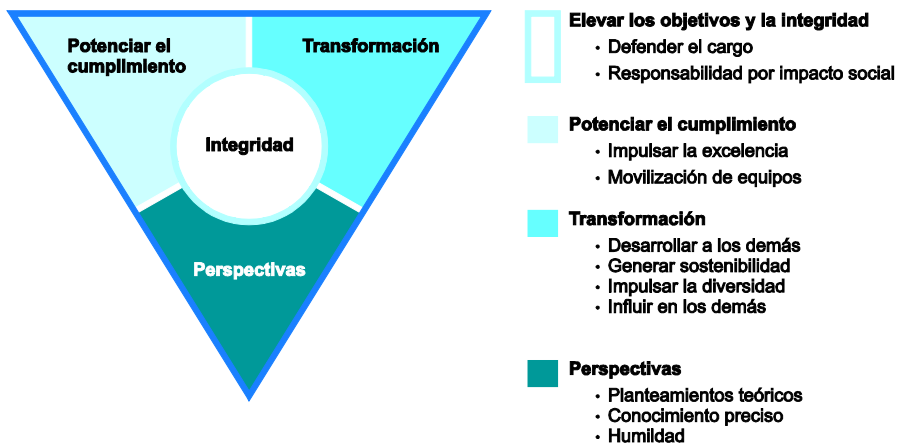 Potenciar el
cumplimiento
Transformación
Integridad
Perspectivas
Elevar los objetivos y la integridad
• Defender el cargo
• Responsabilidad por impacto social
Potenciar el cumplimiento
• Impulsar la excelencia
• Movilización de equipos
Transformación
• Desarrollar a los demás
• Generar sostenibilidad
• Impulsar la diversidad
• Influir en los demás
Perspectivas
• Planteamientos teóricos
• Conocimiento preciso
• Humildad